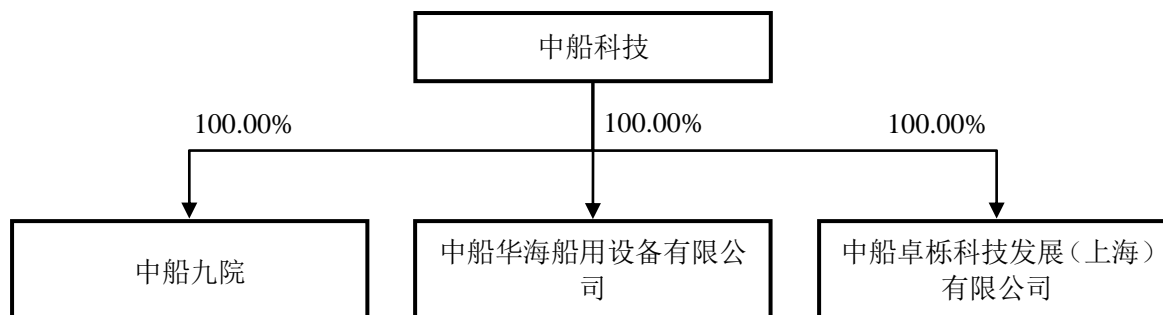 中船科技
100.00%
100.00%
100.00%
中船九院
中船华海船用设备有限公
司
中船卓栎科技发展（上海）
有限公司